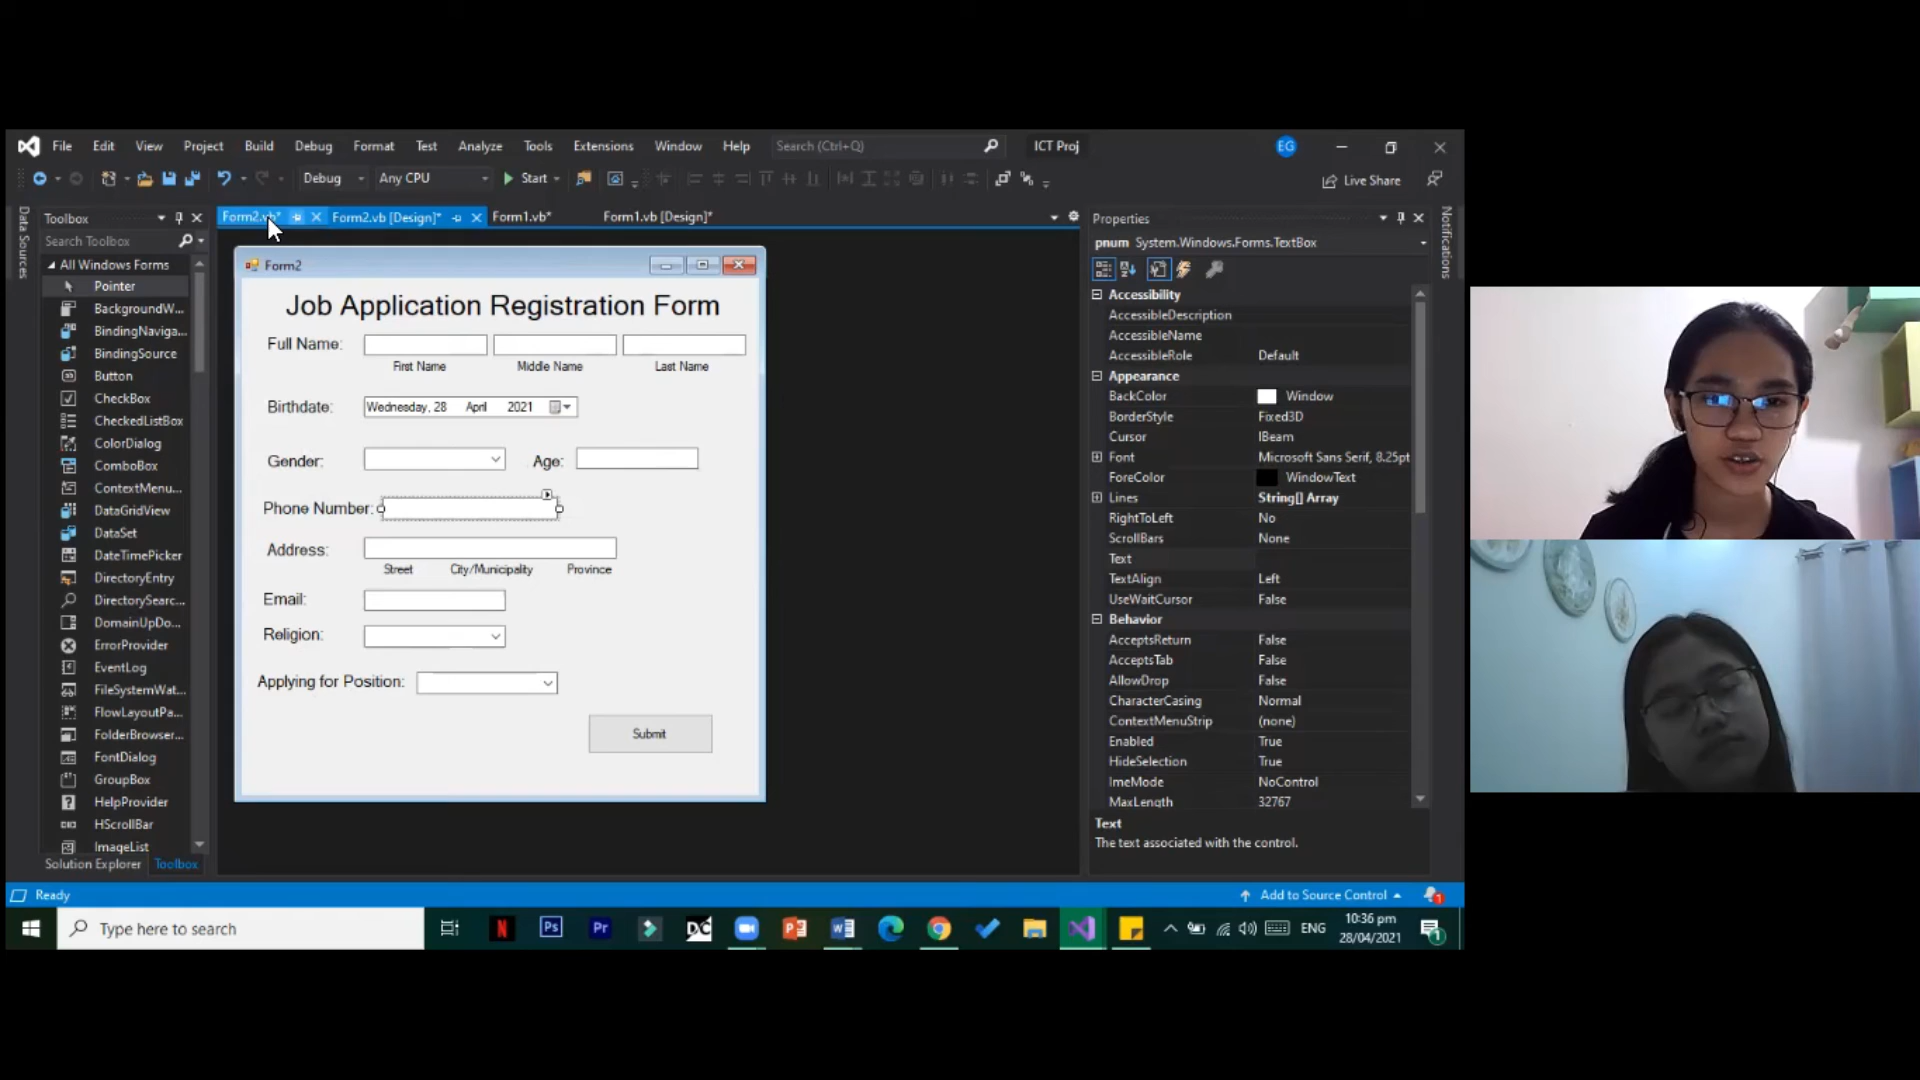 File Edit View Project Build Debug Format Test Analyze Tools Extensions Window Help Search (Ctrl+Q) ICT Proj EG
Debug Any CPU Start Live Share
Data Sources
Toolbox
Search Toolbox
All Windows Forms
Pointer
BackgroundW...
BindingNaviga...
BindingSource
Button
CheckBox
CheckedListBox
ColorDialog
ComboBox
ContextMenu...
DataGridView
DataSet
DateTimePicker
DirectoryEntry
DirectorySearc...
DomainUpDo...
ErrorProvider
EventLog
FileSystemWat...
FlowLayoutPa...
FolderBrowser...
FontDialog
GroupBox
HelpProvider
HScrollBar
ImageList
Solution Explorer Toolbox
Form2.vb* Form2.vb [Design]* Form1.vb* Form1.vb [Design]*
Form2
Job Application Registration Form
Full Name:
First Name Middle Name Last Name
Birthdate: Wednesday, 28 April 2021
Gender: Age:
Phone Number:
Address:
Street City/Municipality Province
Email:
Religion:
Applying for Position:
Submit
Properties
pnum System.Windows.Forms.TextBox
Accessibility
AccessibleDescription
AccessibleName
AccessibleRole Default
Appearance
BackColor Window
BorderStyle Fixed3D
Cursor IBeam
Font Microsoft Sans Serif, 8.25pt
ForeColor WindowText
Lines String[] Array
RightToLeft No
ScrollBars None
Text
TextAlign Left
UseWaitCursor False
Behavior
AcceptsReturn False
AcceptsTab False
AllowDrop False
CharacterCasing Normal
ContextMenuStrip (none)
Enabled True
HideSelection True
ImeMode NoControl
MaxLength 32767
Text
The text associated with the control.
Notifications
Ready Add to Source Control 1
Type here to search N Ps Pr DC P W ENG 10:36 pm
28/04/2021 1